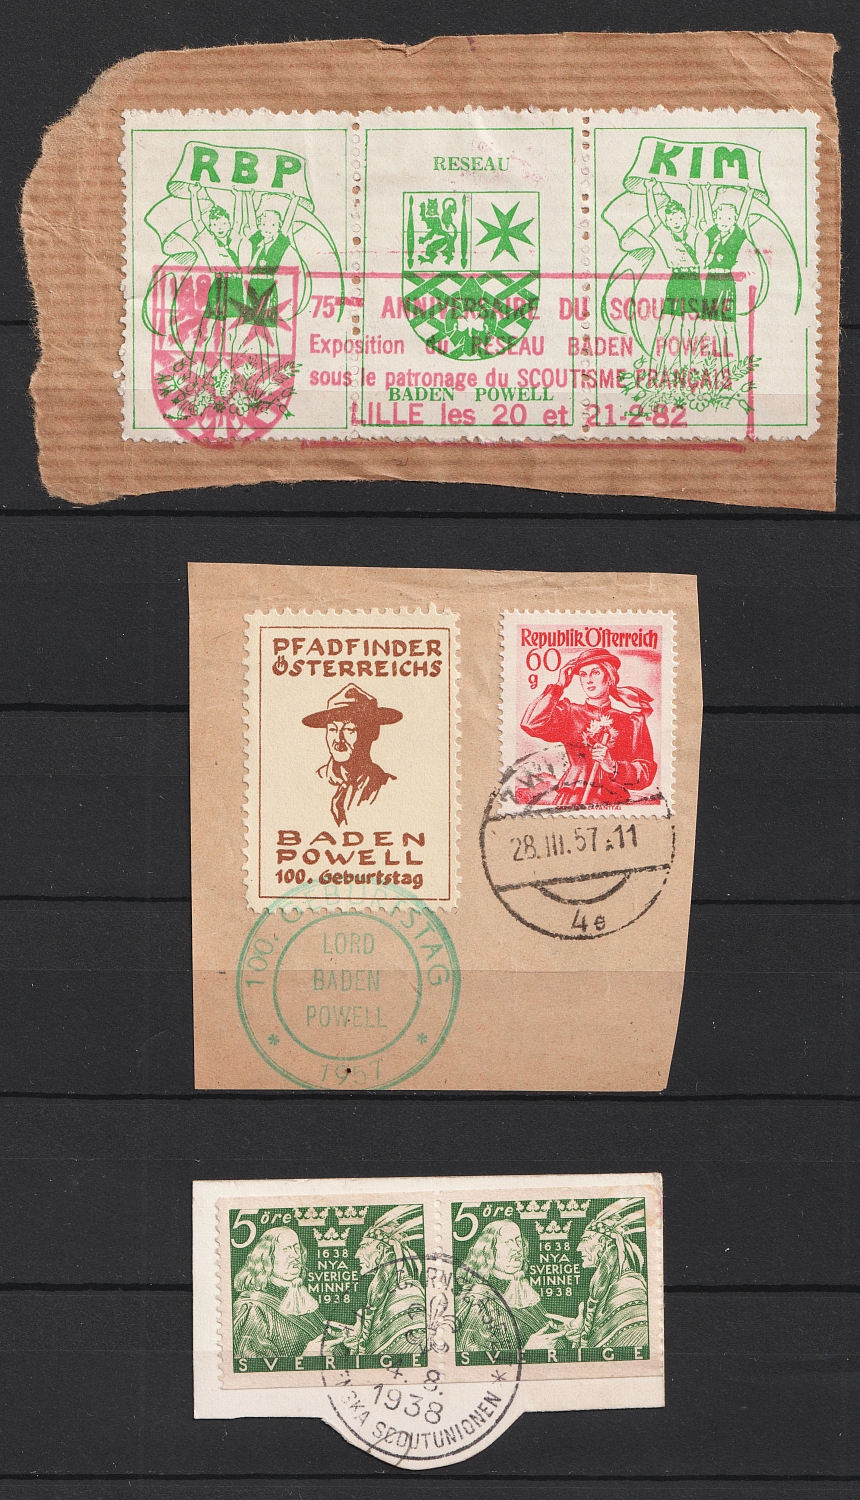 RBP
RESEAU
BADEN POWELL
KIM
75me ANNIVERSAIRE DU SCOUTISME
Exposition du RESEAU BADEN POWELL
sous le patronage du SCOUTISME FRANÇAIS
LILLE les 20 et 21-2-82
PFADFINDER
ÖSTERREICHS
BADEN
POWELL
100. Geburtstag
Republik Österreich
60
g
28.III.57.11
4e
100. GEBURTSTAG
LORD
BADEN
POWELL
* 1957 *
5 öre
1638
NYA
SVERIGE
MINNET
1938
SVERIGE
5 öre
1638
NYA
SVERIGE
MINNET
1938
SVERIGE
4. 8.
1938
SCOUTUNIONEN *